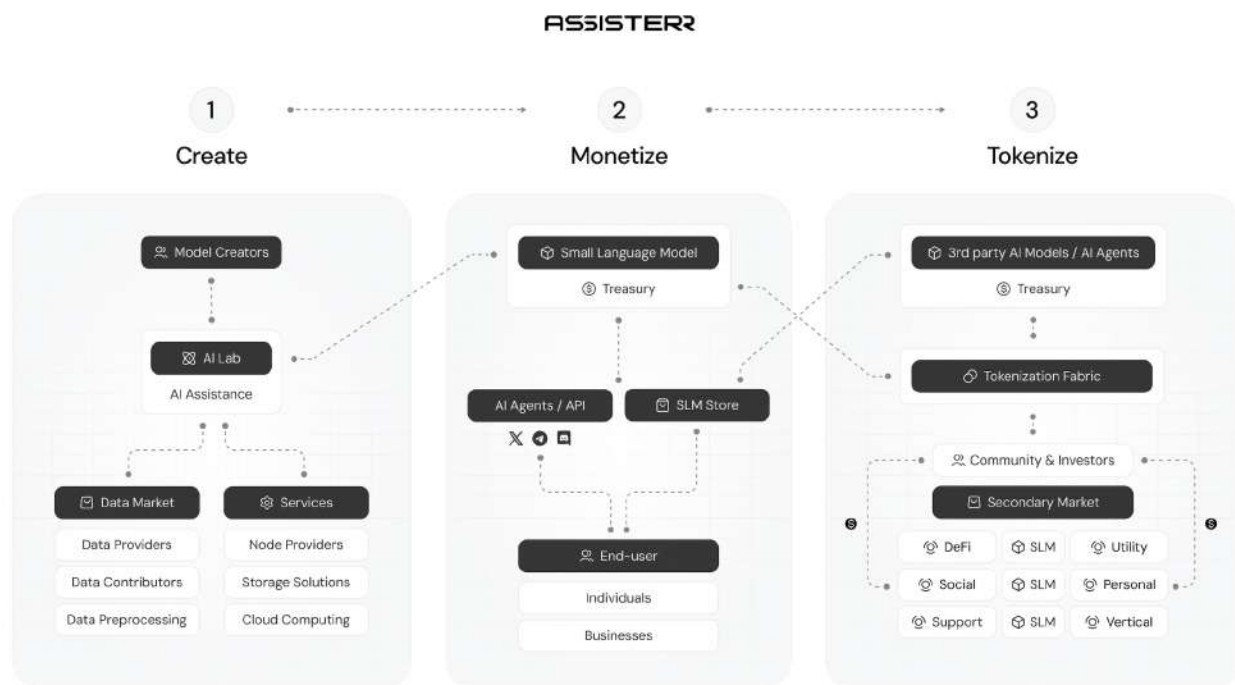 ASSISTERR
1
2
3
Create
Monetize
Tokenize
Model Creators
AI Lab
AI Assistance
Data Market
Services
Data Providers
Node Providers
Data Contributors
Storage Solutions
Data Preprocessing
Cloud Computing
Small Language Model
Treasury
AI Agents / API
SLM Store
End-user
Individuals
Businesses
3rd party AI Models / AI Agents
Treasury
Tokenization Fabric
Community & Investors
Secondary Market
DeFi
SLM
Utility
Social
SLM
Personal
Support
SLM
Vertical